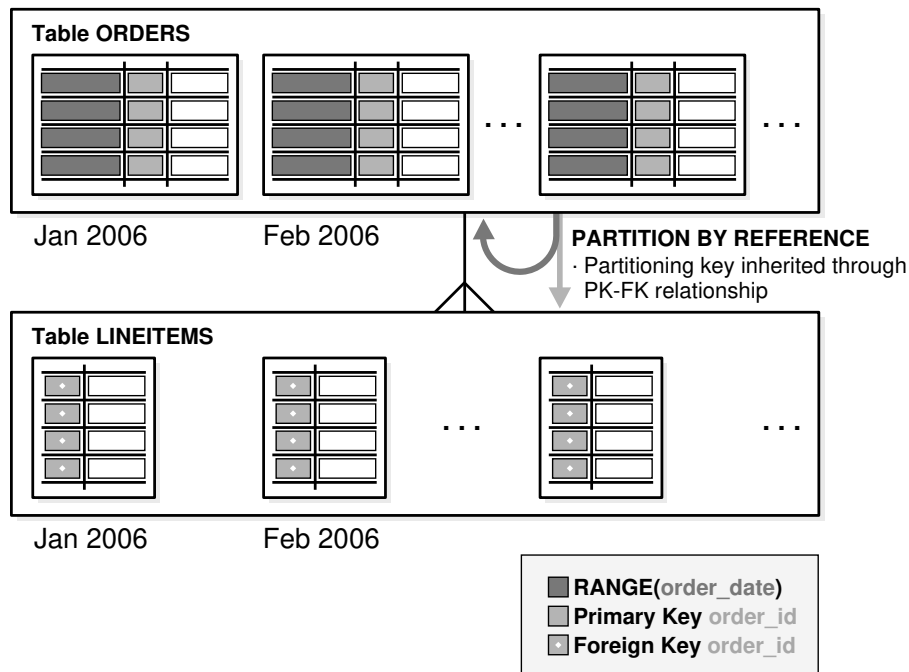 Table ORDERS
. . .
. . .
Jan 2006
Feb 2006
PARTITION BY REFERENCE
· Partitioning key inherited through
PK-FK relationship
Table LINEITEMS
. . .
. . .
Jan 2006
Feb 2006
RANGE(order_date)
Primary Key order_id
Foreign Key order_id